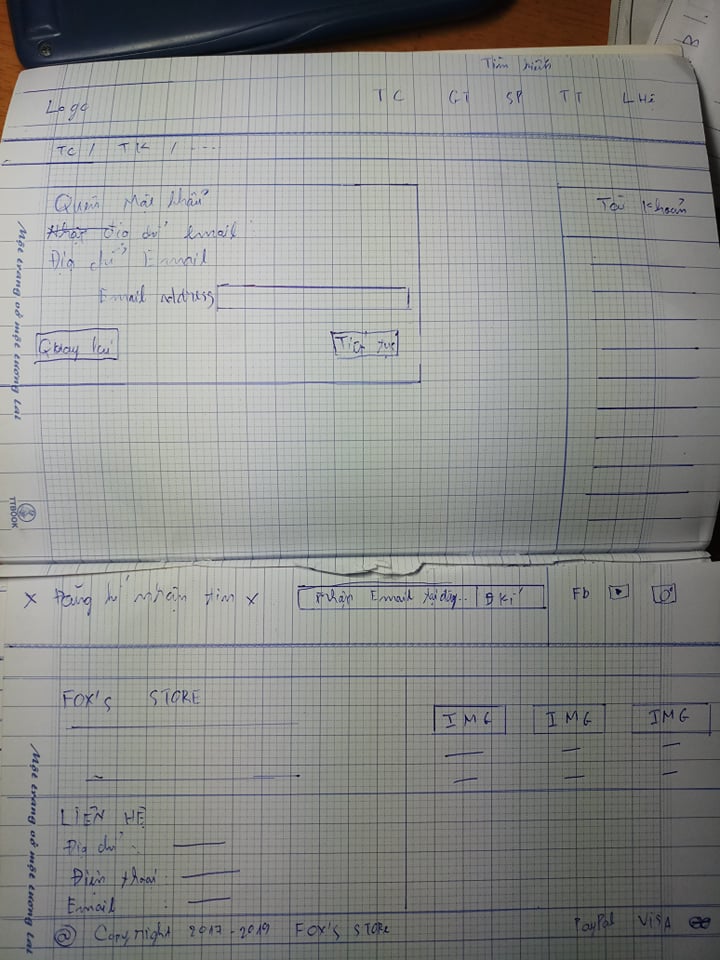 Tìm kiếm
Logo TC GT SP TT LHệ
TC / TK / ....
Quên Mật khẩu
Nhập địa chỉ email :
Địa chỉ Email
Email address
Quay lại Tiếp tục
Tài khoản
Một trang vở một tương lai
TTBOOK
x Đăng kí nhận tin x Nhập Email tại đây... Đ kí Fb
FOX'S STORE
IMG IMG IMG
LIÊN HỆ
Địa chỉ :
Điện thoại :
Email :
Một trang vở một tương lai
@ Copyright 2017-2019 FOX'S STORE PayPal VISA